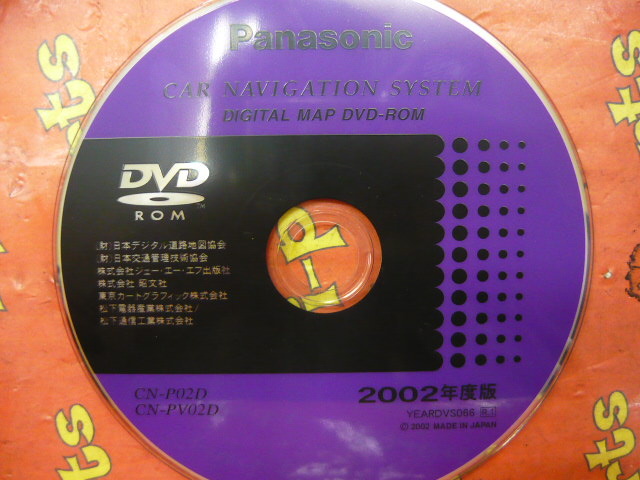 Panasonic
CAR NAVIGATION SYSTEM
DIGITAL MAP DVD-ROM
DVD
ROM
TM
(財)日本デジタル道路地図協会
(財)日本交通管理技術協会
株式会社ジェー・エー・エフ出版社
株式会社 昭文社
東京カートグラフィック株式会社
松下電器産業株式会社/
松下通信工業株式会社
CN-P02D
CN-PV02D
2002年度版
YEARDVS066
© 2002 MADE IN JAPAN